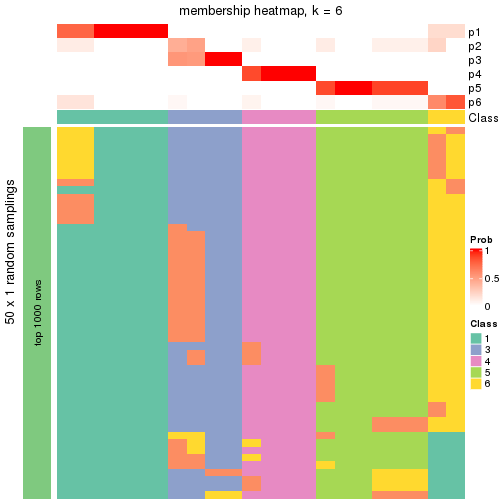 membership heatmap, k = 6
p1
p2
p3
p4
p5
p6
Class
50 x 1 random samplings
top 1000 rows
Prob
1
0.5
0
Class
1
3
4
5
6